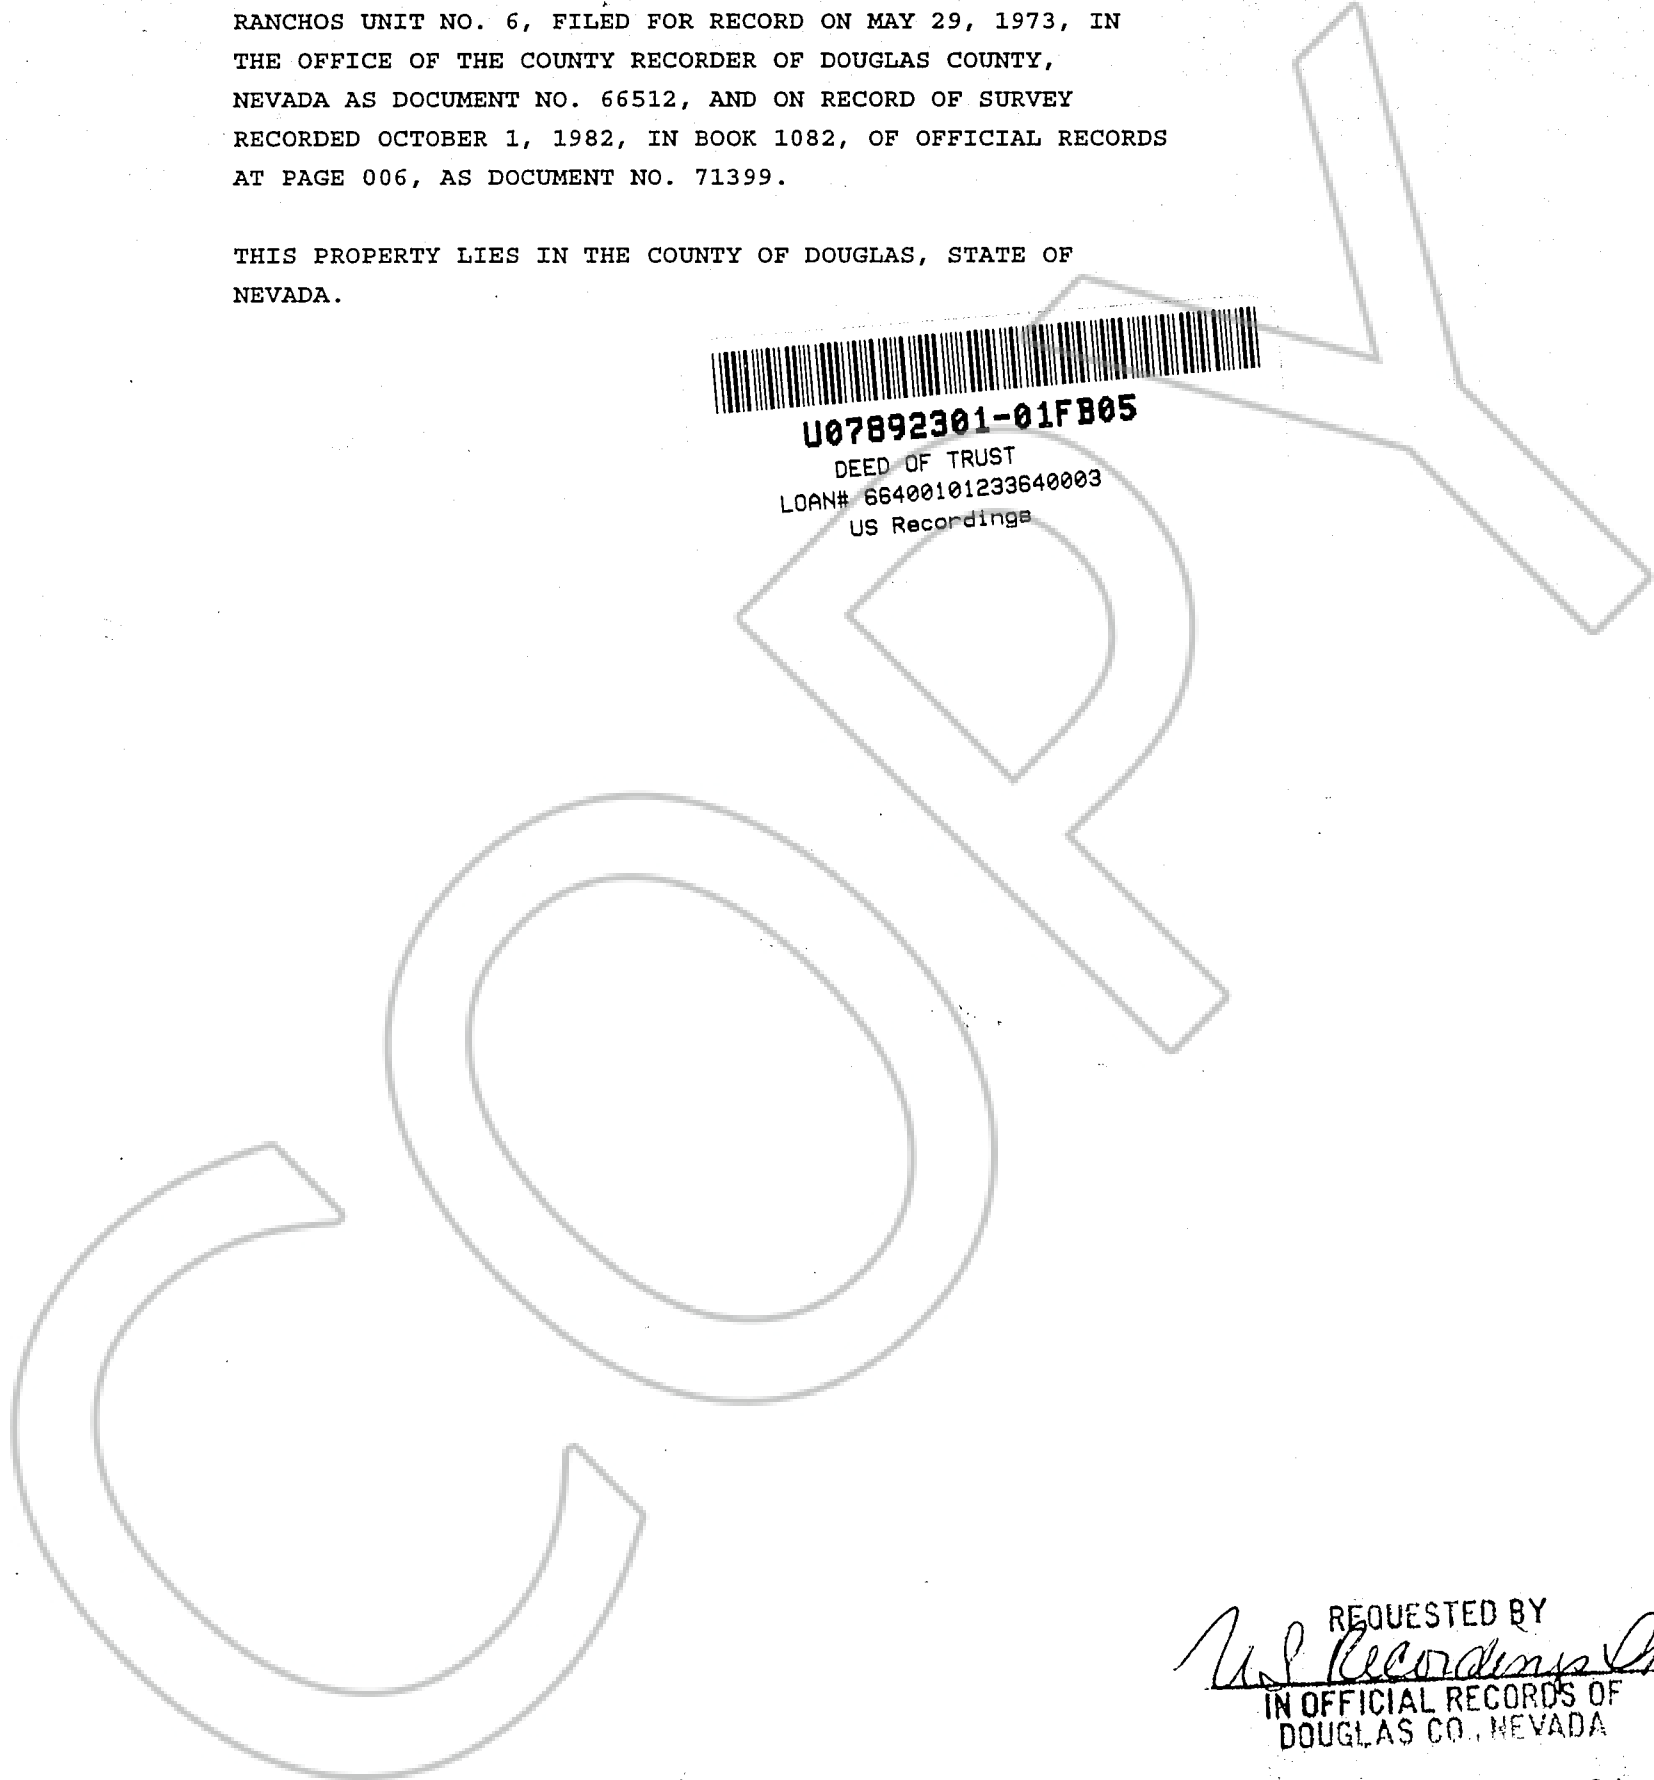 RANCHOS UNIT NO. 6, FILED FOR RECORD ON MAY 29, 1973, IN
THE OFFICE OF THE COUNTY RECORDER OF DOUGLAS COUNTY,
NEVADA AS DOCUMENT NO. 66512, AND ON RECORD OF SURVEY
RECORDED OCTOBER 1, 1982, IN BOOK 1082, OF OFFICIAL RECORDS
AT PAGE 006, AS DOCUMENT NO. 71399.
THIS PROPERTY LIES IN THE COUNTY OF DOUGLAS, STATE OF
NEVADA.
U07892301-01FB05
DEED OF TRUST
LOAN# 66400101233640003
US Recordings
COPY
REQUESTED BY
US Recordings
IN OFFICIAL RECORDS OF
DOUGLAS CO., NEVADA